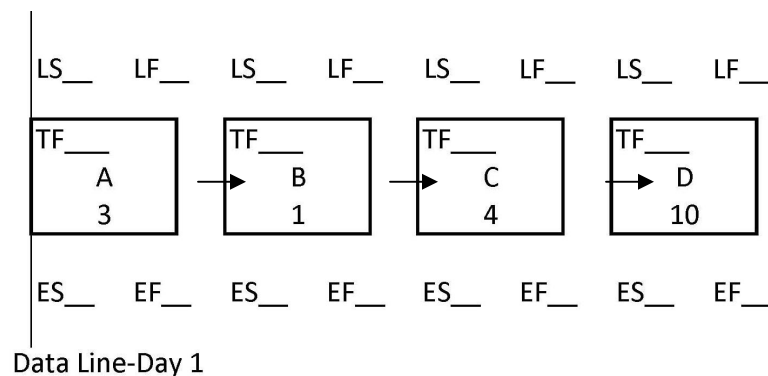 LS__ LF__ LS__ LF__ LS__ LF__ LS__ LF__
TF___ TF___ TF___ TF___
A B C D
3 1 4 10
ES__ EF__ ES__ EF__ ES__ EF__ ES__ EF__
Data Line-Day 1